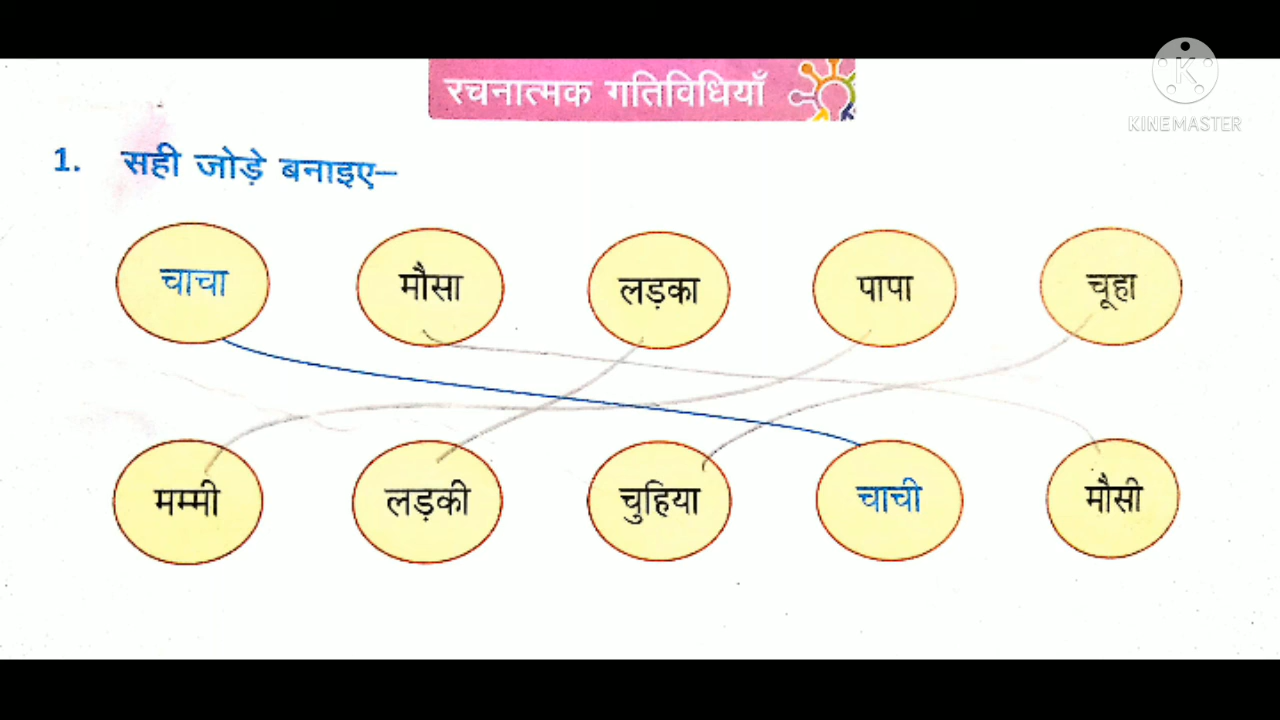 रचनात्मक गतिविधियाँ
KINEMASTER
1. सही जोड़े बनाइए–
चाचा मौसा लड़का पापा चूहा
मम्मी लड़की चुहिया चाची मौसी